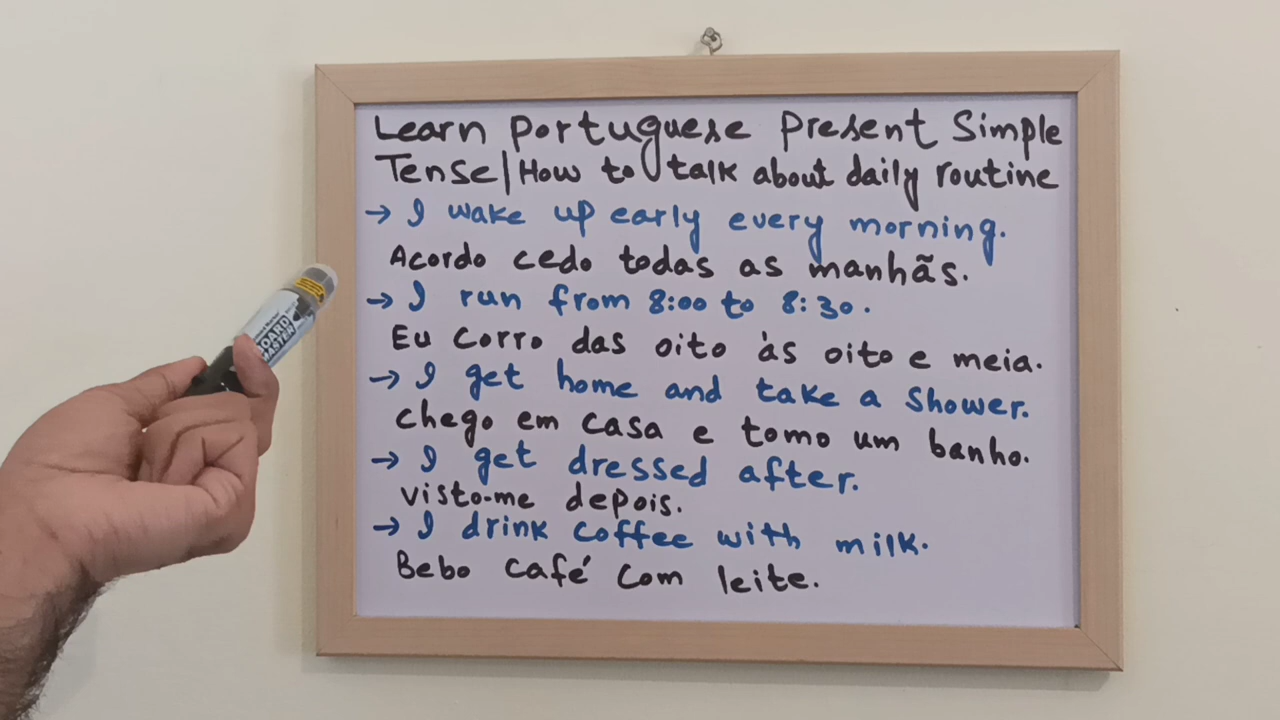 Learn Portuguese Present Simple
Tense/How to talk about daily routine
→ I wake up early every morning.
Acordo cedo todas as manhãs.
→ I run from 8:00 to 8:30.
Eu corro das oito às oito e meia.
→ I get home and take a shower.
chego em casa e tomo um banho.
→ I get dressed after.
visto-me depois.
→ I drink coffee with milk.
Bebo café com leite.
BOARD
MASTER